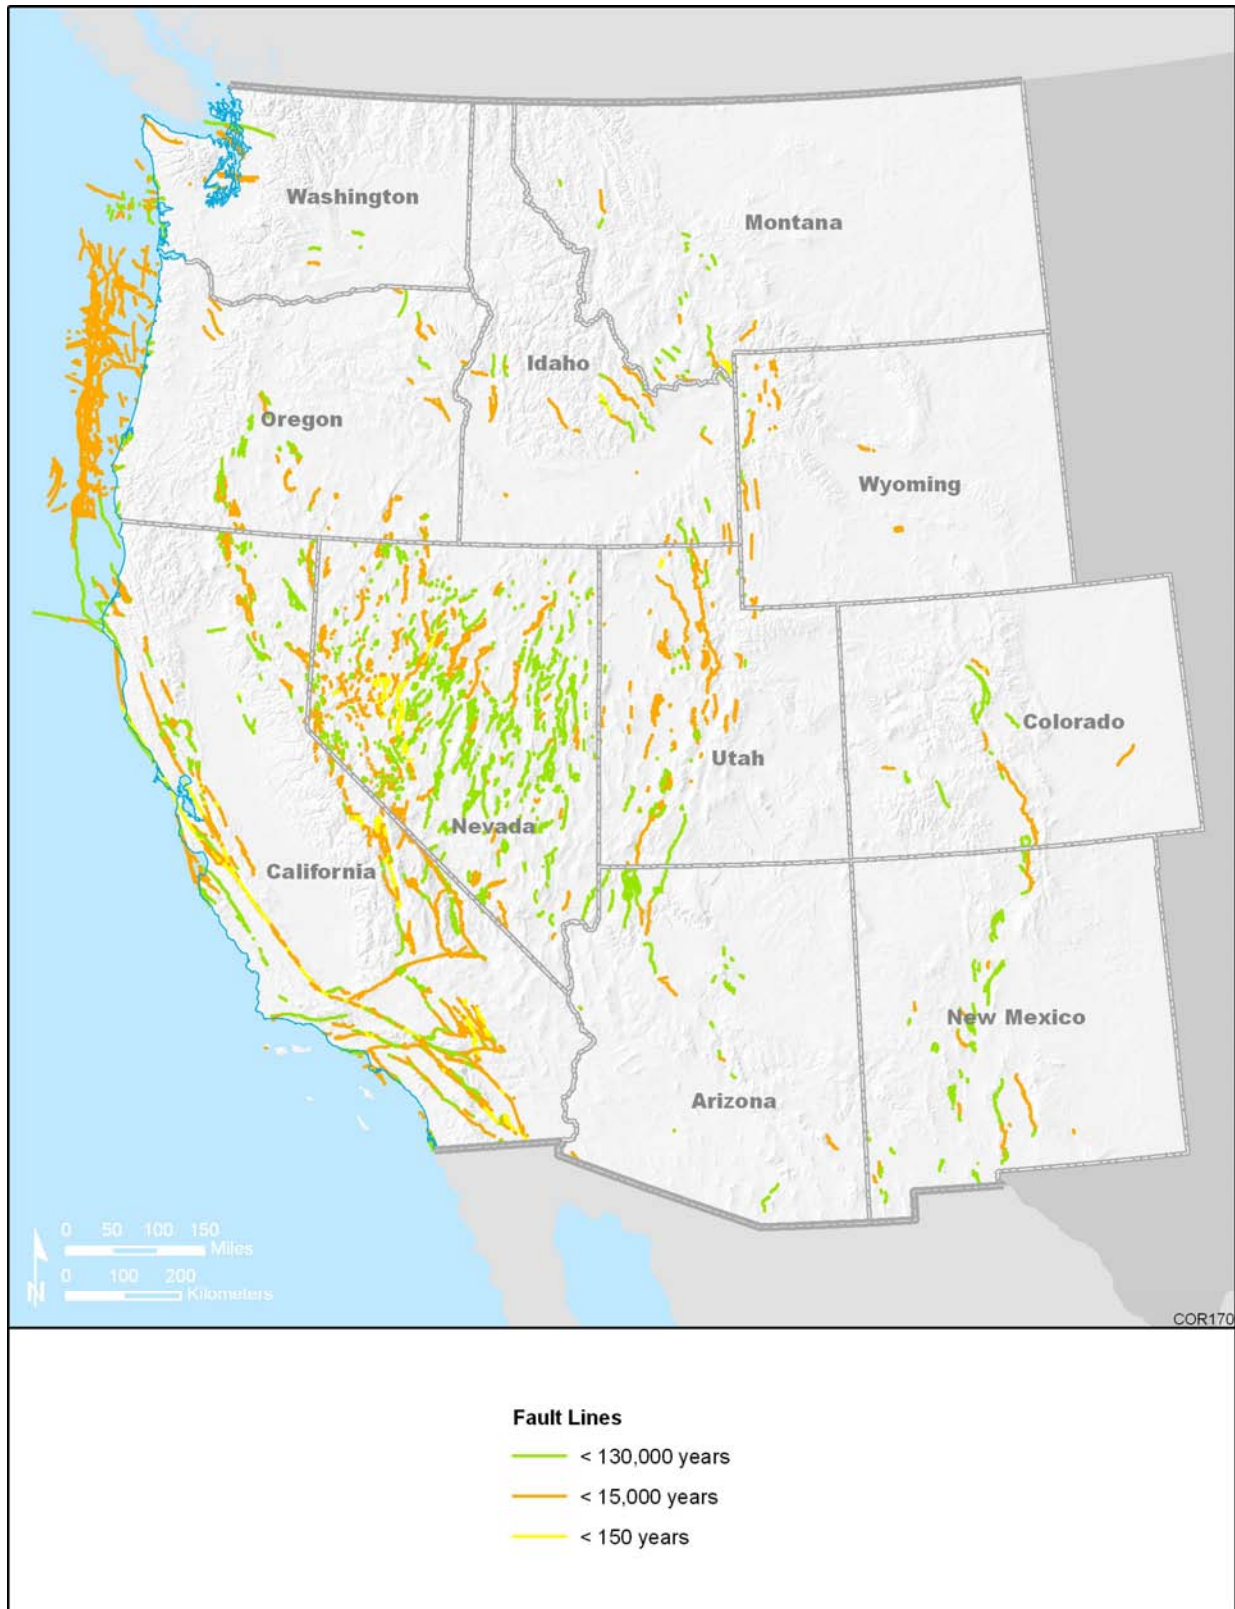 Washington
Montana
Idaho
Oregon
Wyoming
Colorado
Utah
Nevada
California
New Mexico
Arizona
0 50 100 150
Miles
0 100 200
Kilometers
N
COR170
Fault Lines
< 130,000 years
< 15,000 years
< 150 years